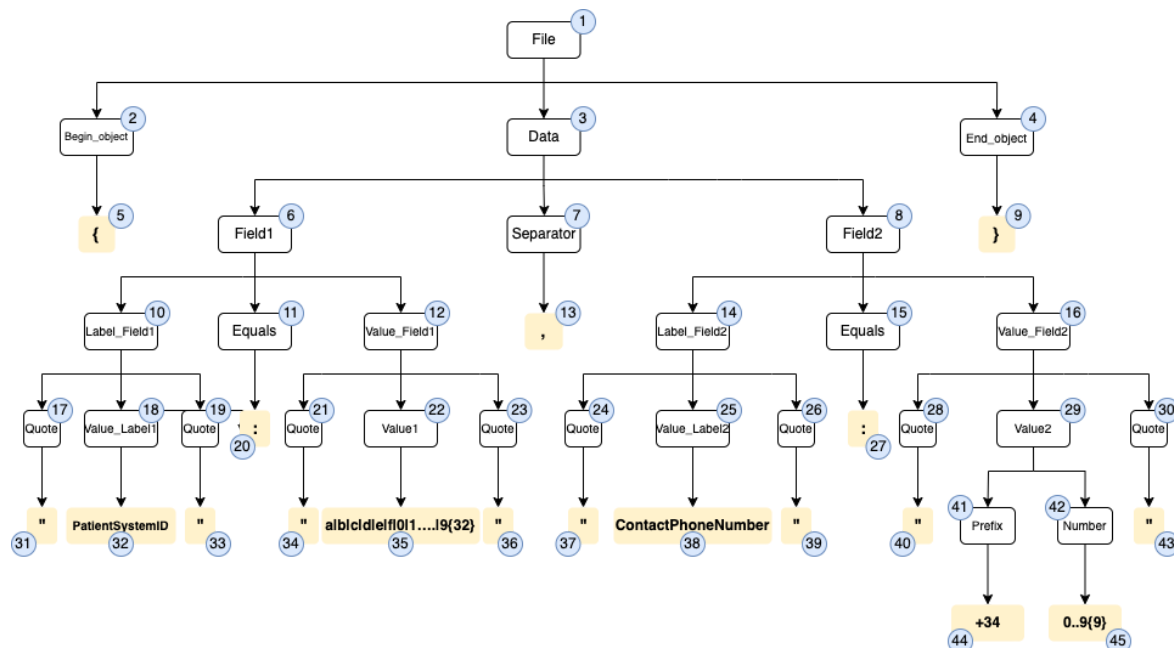 1
File
2
Begin_object
3
Data
4
End_object
5
{
6
Field1
7
Separator
8
Field2
9
}
10
Label_Field1
11
Equals
12
Value_Field1
13
,
14
Label_Field2
15
Equals
16
Value_Field2
17
Quote
18
Value_Label1
19
Quote
20
:
21
Quote
22
Value1
23
Quote
24
Quote
25
Value_Label2
26
Quote
27
:
28
Quote
29
Value2
30
Quote
31
"
32
PatientSystemID
33
"
34
"
35
a|b|c|d|e|f|0|1....|9{32}
36
"
37
"
38
ContactPhoneNumber
39
"
40
"
41
Prefix
42
Number
43
"
44
+34
45
0..9{9}